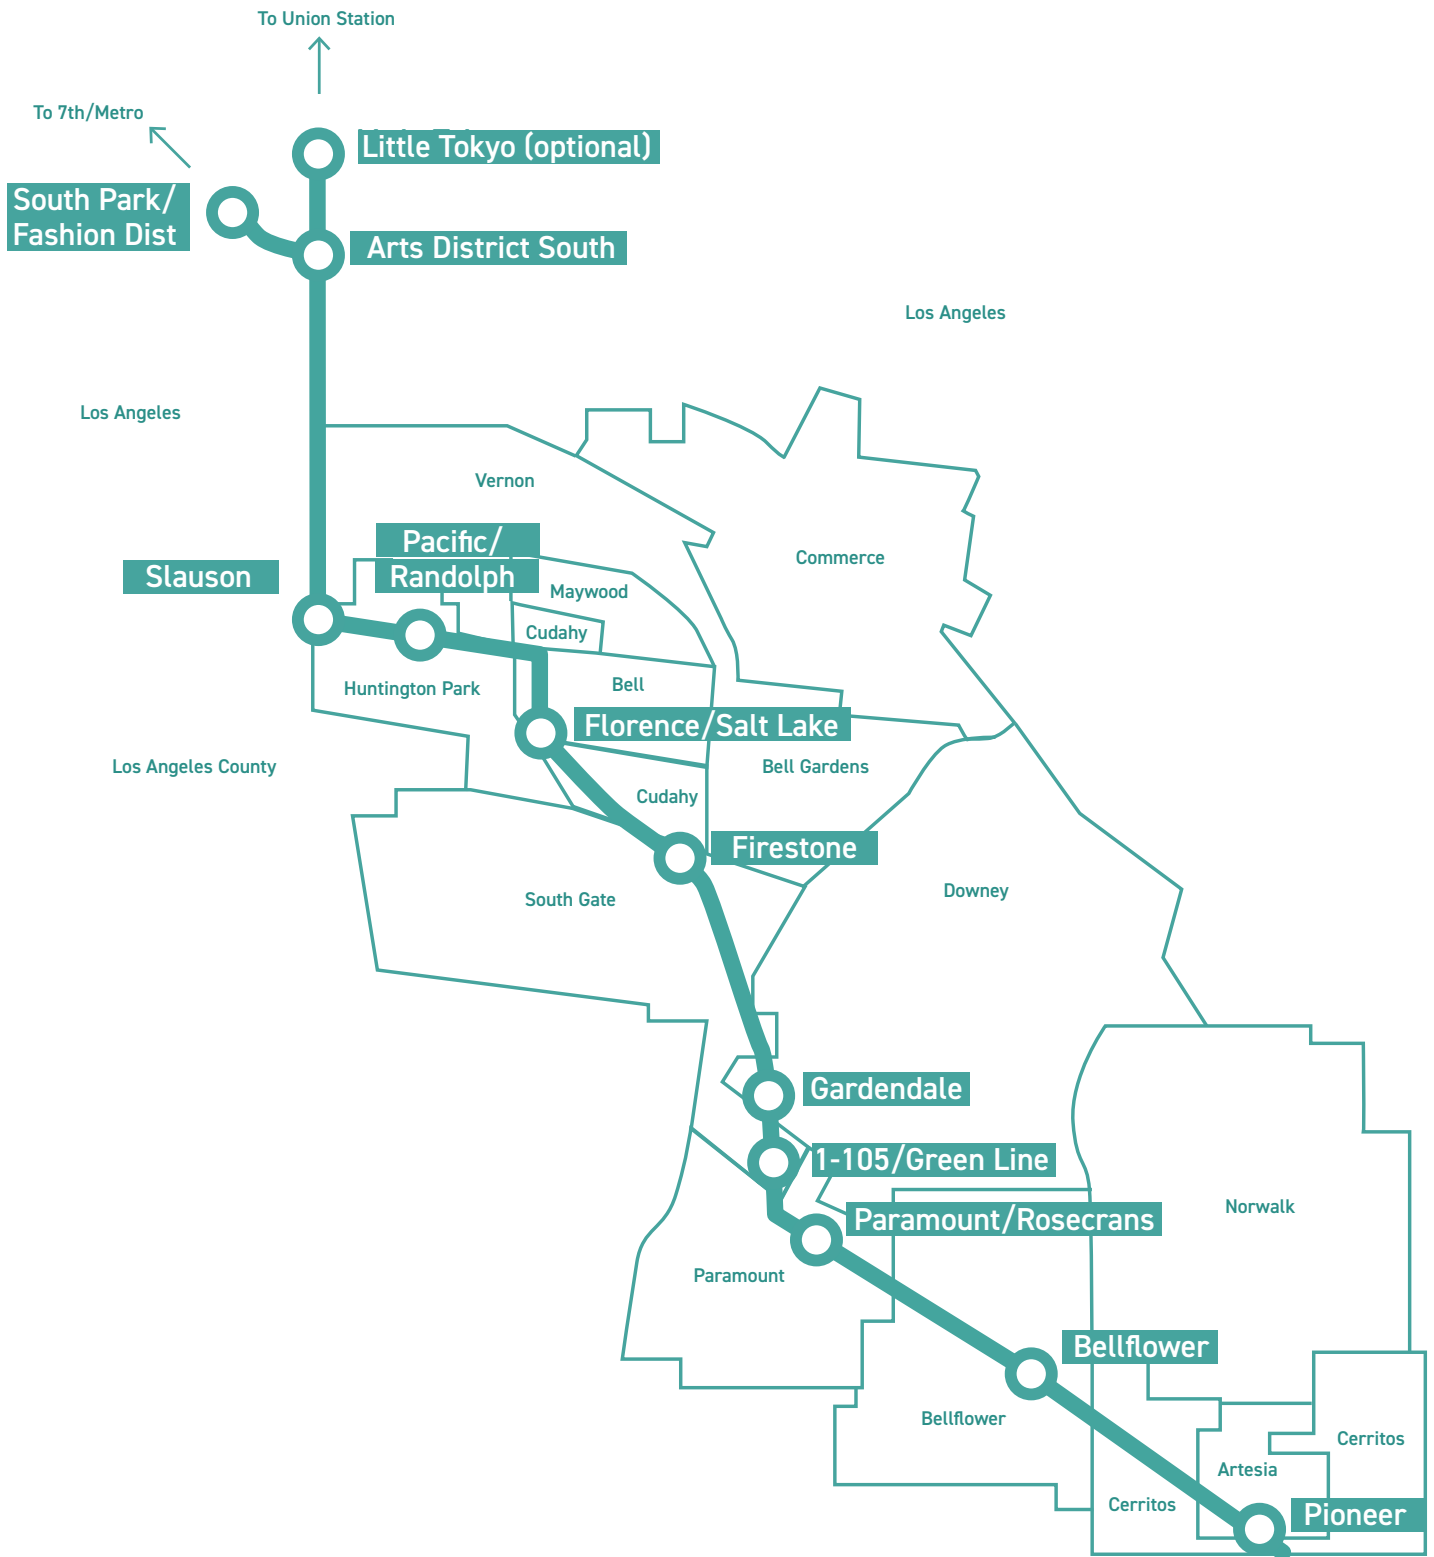 To Union Station
To 7th/Metro
Little Tokyo (optional)
South Park/
Fashion Dist
Arts District South
Los Angeles
Los Angeles
Vernon
Pacific/
Randolph
Commerce
Slauson
Maywood
Cudahy
Huntington Park
Bell
Florence/Salt Lake
Los Angeles County
Bell Gardens
Cudahy
Firestone
South Gate
Downey
Gardendale
1-105/Green Line
Norwalk
Paramount/Rosecrans
Paramount
Bellflower
Bellflower
Cerritos
Artesia
Cerritos
Pioneer